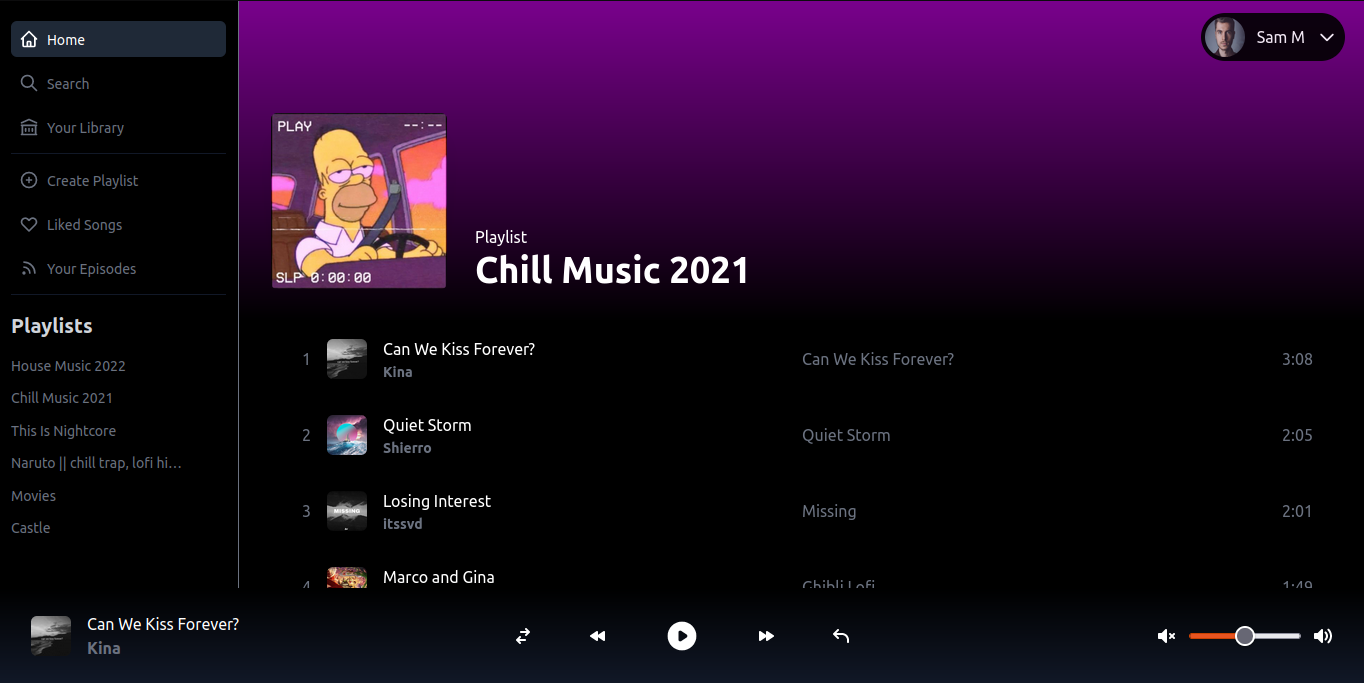 Home
Search
Your Library
Create Playlist
Liked Songs
Your Episodes
Playlists
House Music 2022
Chill Music 2021
This Is Nightcore
Naruto || chill trap, lofi hi…
Movies
Castle
Sam M
PLAY --:--
SLP 0:00:00
Playlist
Chill Music 2021
1 Can We Kiss Forever? Can We Kiss Forever? 3:08
Kina
2 Quiet Storm Quiet Storm 2:05
Shierro
3 MISSING Losing Interest Missing 2:01
itssvd
4 Marco and Gina Ghibli Lofi 1:49
Can We Kiss Forever?
Kina